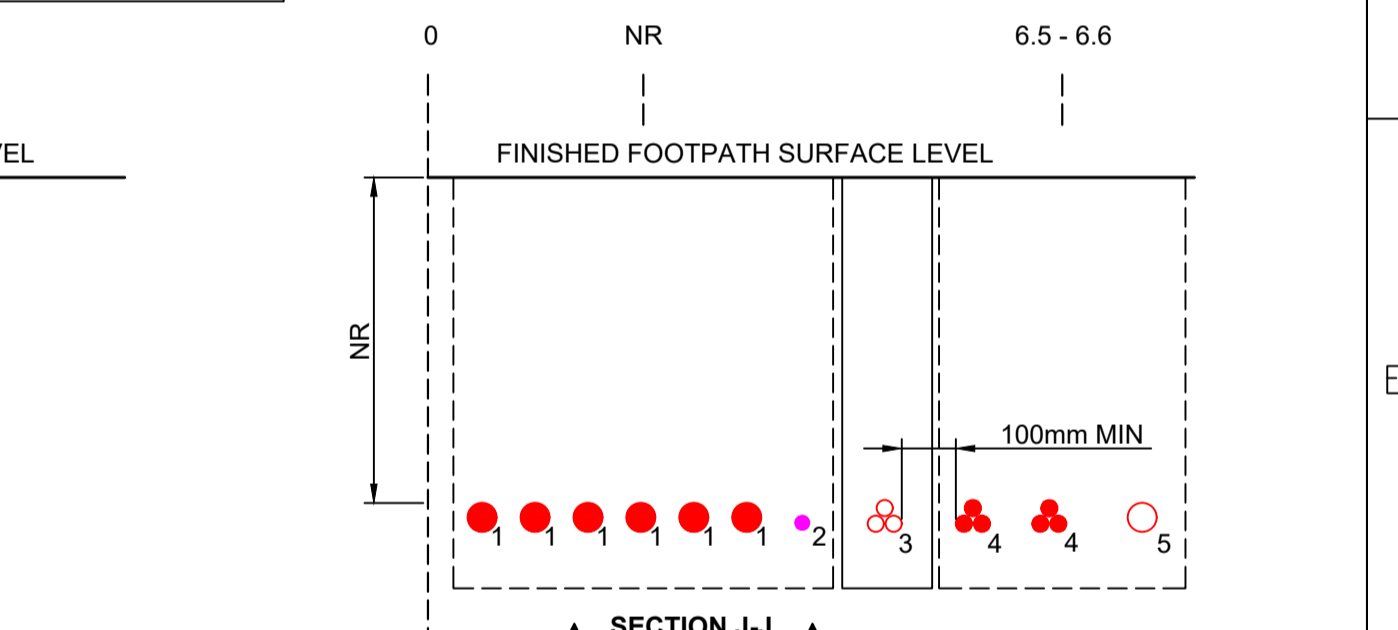 0 NR 6.5 - 6.6
FINISHED FOOTPATH SURFACE LEVEL
NR
100mm MIN
1 1 1 1 1 1 2 3 4 4 5
SECTION J-J